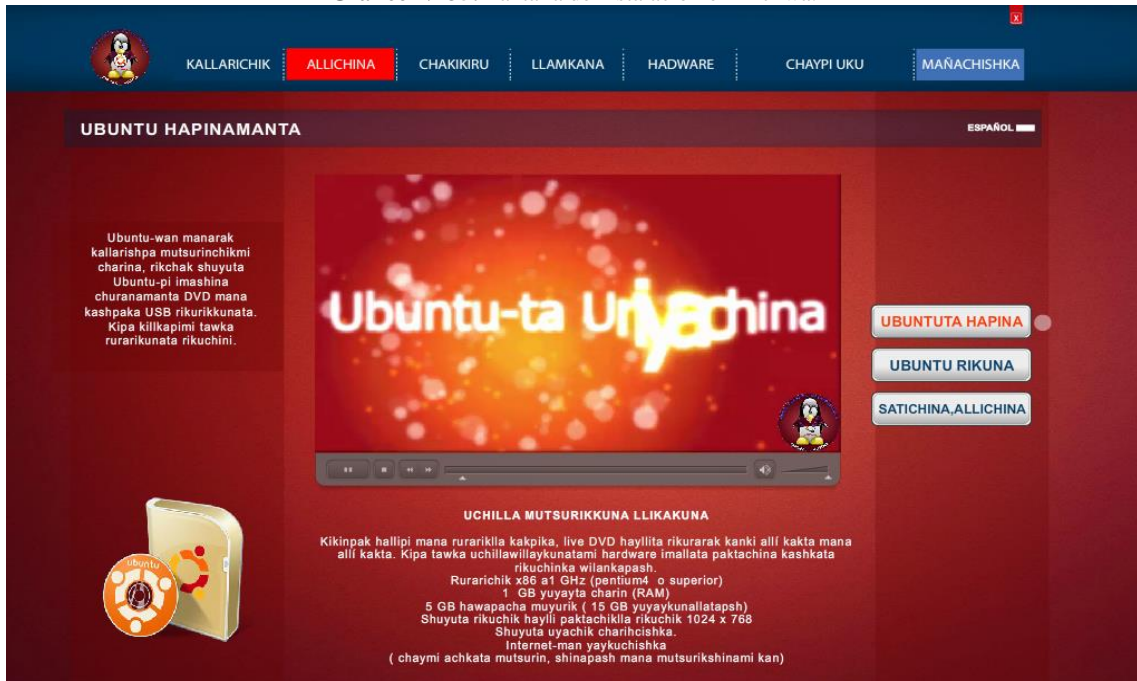 X
KALLARICHIK
ALLICHINA
CHAKIKIRU
LLAMKANA
HADWARE
CHAYPI UKU
MAÑACHISHKA
UBUNTU HAPINAMANTA
ESPAÑOL
Ubuntu-wan manarak
kallarishpa mutsurinchikmi
charina, rikchak shuyuta
Ubuntu-pi imashina
churanamanta DVD mana
kashpaka USB rikurikkunata.
Kipa killkapimi tawka
rurarikunata rikuchini.
Ubuntu-ta Uriyachina
UBUNTUTA HAPINA
UBUNTU RIKUNA
SATICHINA,ALLICHINA
UCHILLA MUTSURIKKUNA LLIKAKUNA
Kikinpak hallipi mana rurariklla kakpika, live DVD hayllita rikurarak kanki allí kakta mana
allí kakta. Kipa tawka uchillawillaykunatami hardware imallata paktachina kashkata
rikuchinka wilankapash.
Rurarichik x86 a1 GHz (pentium4 o superior)
1 GB yuyayta charin (RAM)
5 GB hawapacha muyurik ( 15 GB yuyaykunallatapsh)
Shuyuta rikuchik haylli paktachiklla rikuchik 1024 x 768
Shuyuta uyachik charihcishka.
Internet-man yaykuchishka
( chaymi achkata mutsurin, shinapash mana mutsurikshinami kan)
ubuntu